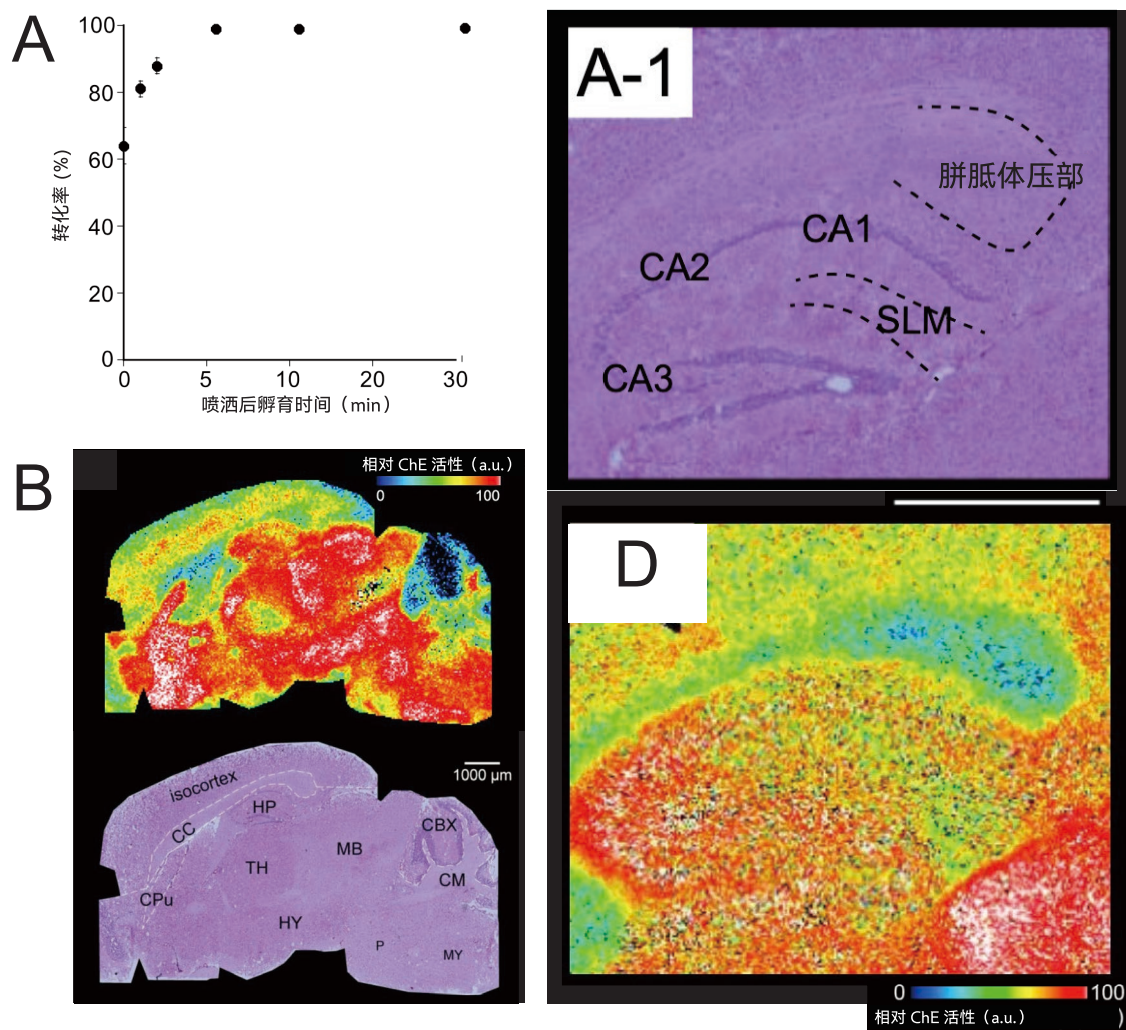 A
100
80
60
40
20
0
转化率 (%)
0 5 10 20 30
喷洒后孵育时间（min）
A-1
胼胝体压部
CA1
CA2
SLM
CA3
B
相对 ChE 活性（a.u.）
0 100
1000 µm
isocortex
HP
CC
CBX
MB
TH
CM
CPu
HY
P
MY
D
0 100
相对 ChE 活性（a.u. ）